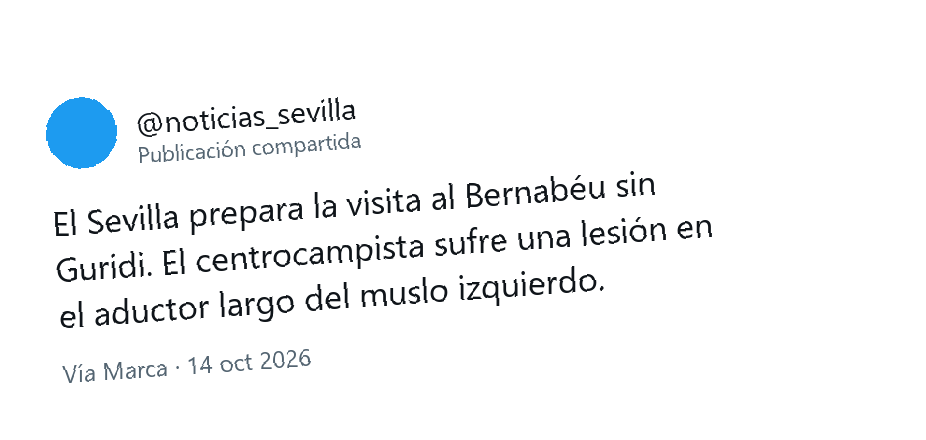 @noticias_sevilla
Publicación compartida
El Sevilla prepara la visita al Bernabéu sin
Guridi. El centrocampista sufre una lesión en
el aductor largo del muslo izquierdo.
Vía Marca · 14 oct 2026